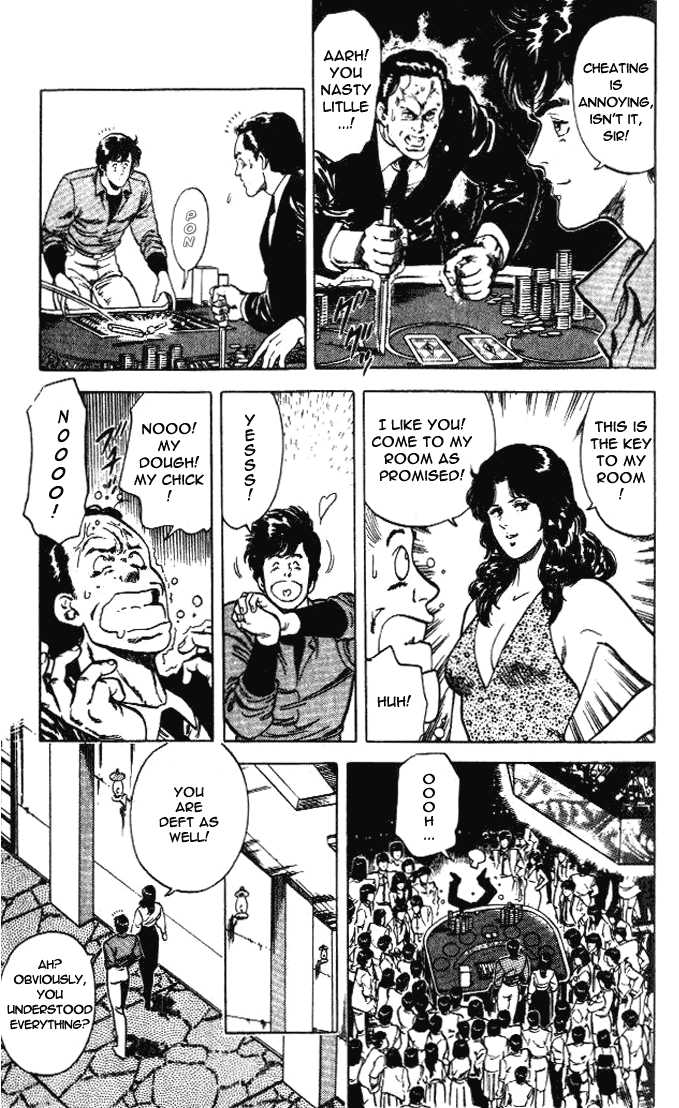 CHEATING
IS
ANNOYING,
ISN'T IT,
SIR!
AARH!
YOU
NASTY
LITLLE
...!
PON
THIS IS
THE KEY
TO MY
ROOM
!
I LIKE YOU!
COME TO MY
ROOM AS
PROMISED!
HUH!
YESSS!
NOOO!
MY
DOUGH!
MY CHICK
!
NOOOO!
OOOH
...
YOU
ARE
DEFT AS
WELL!
AH?
OBVIOUSLY,
YOU
UNDERSTOOD
EVERYTHING?